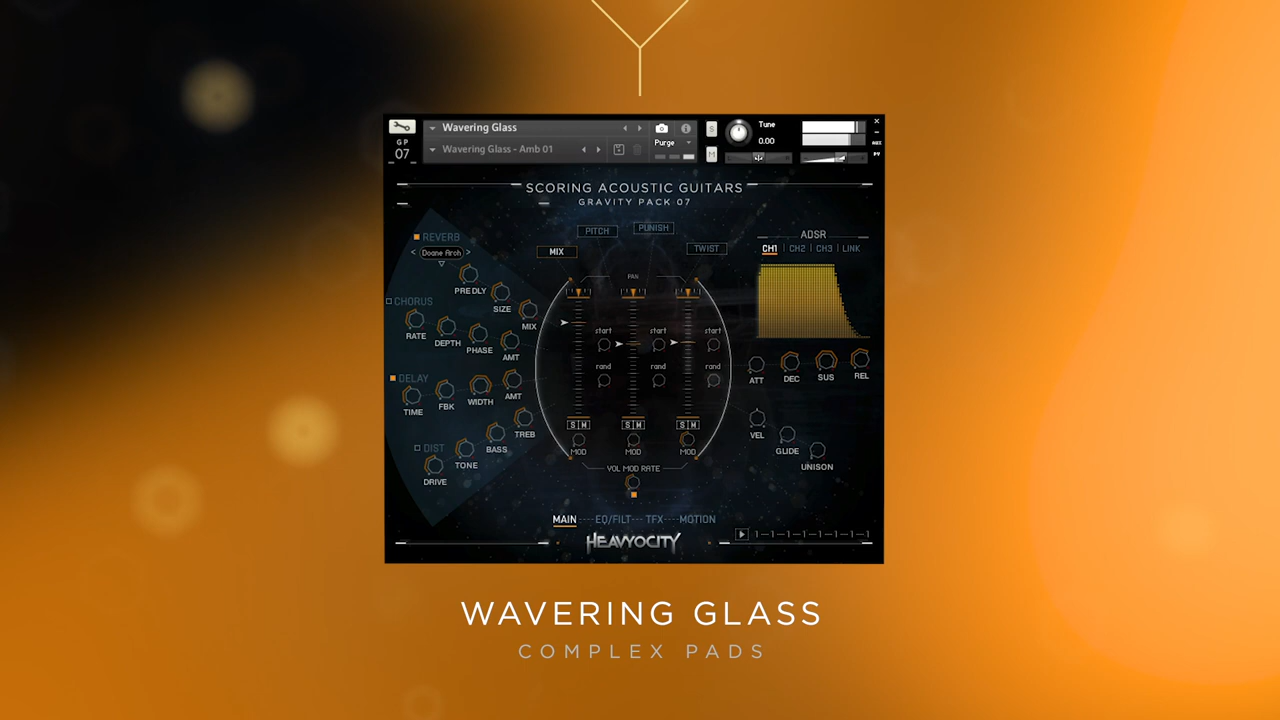 Wavering Glass
Wavering Glass - Amb 01
GP
07
Purge
S
M
Tune
0.00
AUX
PV
SCORING ACOUSTIC GUITARS
GRAVITY PACK 07
PITCH
PUNISH
MIX
TWIST
REVERB
Doane Arch
PRE DLY
SIZE
MIX
CHORUS
RATE
DEPTH
PHASE
AMT
DELAY
TIME
FBK
WIDTH
AMT
DIST
DRIVE
TONE
BASS
TREB
PAN
start
start
start
rand
rand
rand
S M
S M
S M
MOD
MOD
MOD
VOL MOD RATE
ADSR
CH1 CH2 CH3 LINK
ATT
DEC
SUS
REL
VEL
GLIDE
UNISON
MAIN EQ/FILT TFX MOTION
HEAVYOCITY
WAVERING GLASS
COMPLEX PADS